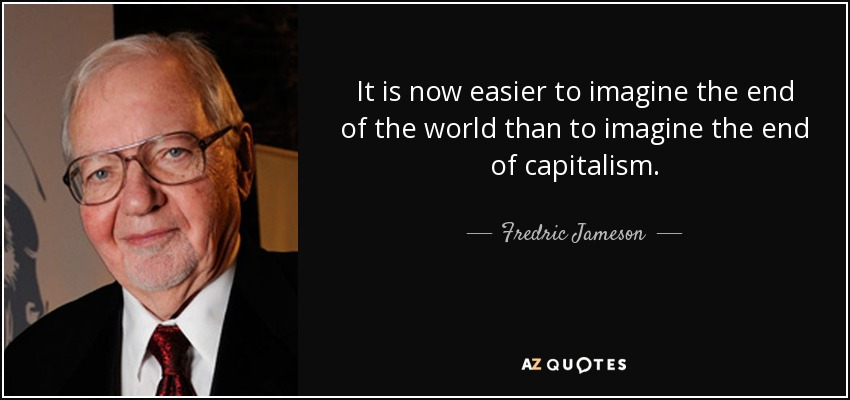 It is now easier to imagine the end
of the world than to imagine the end
of capitalism.
Fredric Jameson
AZ QUOTES